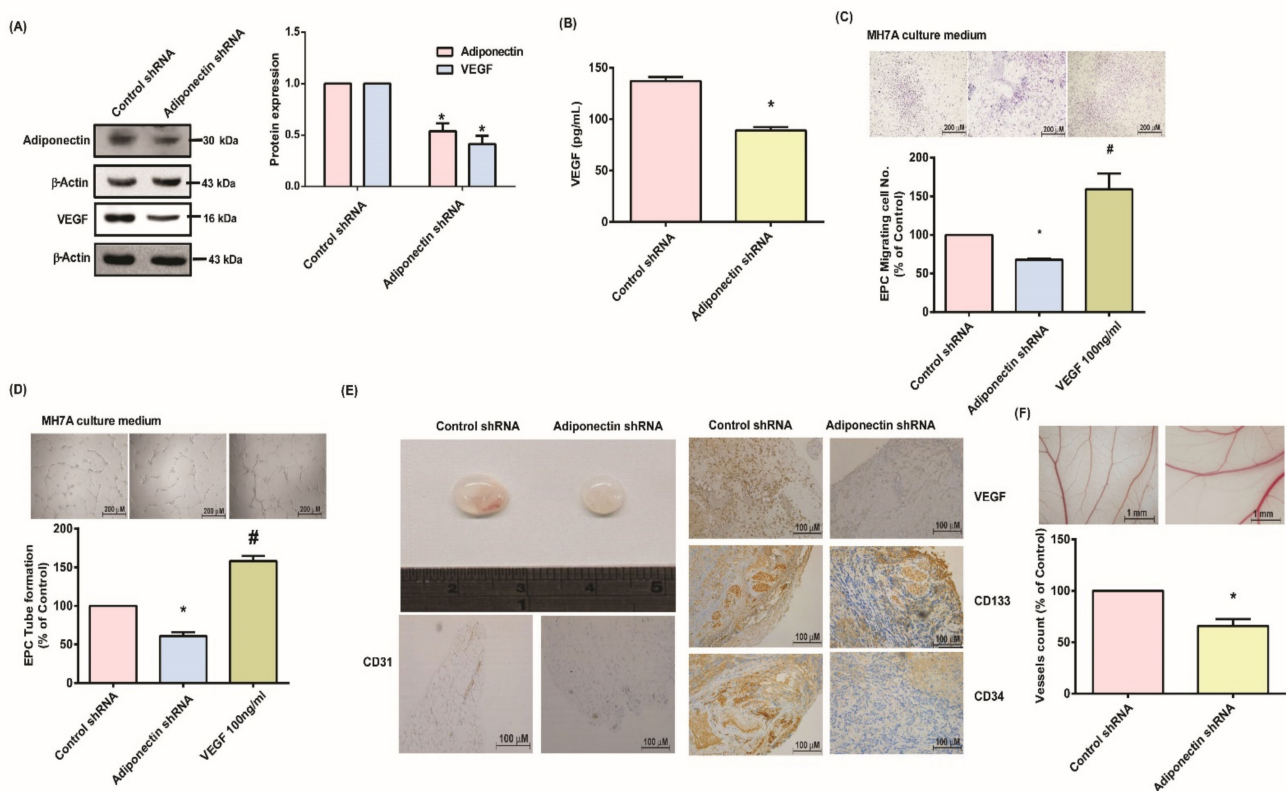 (A)
Control shRNA
Adiponectin shRNA
Adiponectin
30 kDa
β-Actin
43 kDa
VEGF
16 kDa
β-Actin
43 kDa
Adiponectin
VEGF
Protein expression
1.5
1.0
0.5
0.0
*
*
Control shRNA
Adiponectin shRNA
(B)
VEGF (pg/mL)
150
100
50
0
*
Control shRNA
Adiponectin shRNA
(C)
MH7A culture medium
200 μM
200 μM
200 μM
EPC Migrating cell No.
(% of Control)
200
150
100
50
0
*
#
Control shRNA
Adiponectin shRNA
VEGF 100ng/ml
(D)
MH7A culture medium
200 μM
200 μM
200 μM
EPC Tube formation
(% of Control)
200
150
100
50
0
*
#
Control shRNA
Adiponectin shRNA
VEGF 100ng/ml
(E)
Control shRNA
Adiponectin shRNA
2
3
4
5
1
CD31
100 μM
100 μM
Control shRNA
Adiponectin shRNA
VEGF
100 μM
100 μM
CD133
100 μM
100 μM
CD34
100 μM
100 μM
(F)
1 mm
1 mm
Vessels count (% of Control)
150
100
50
0
*
Control shRNA
Adiponectin shRNA